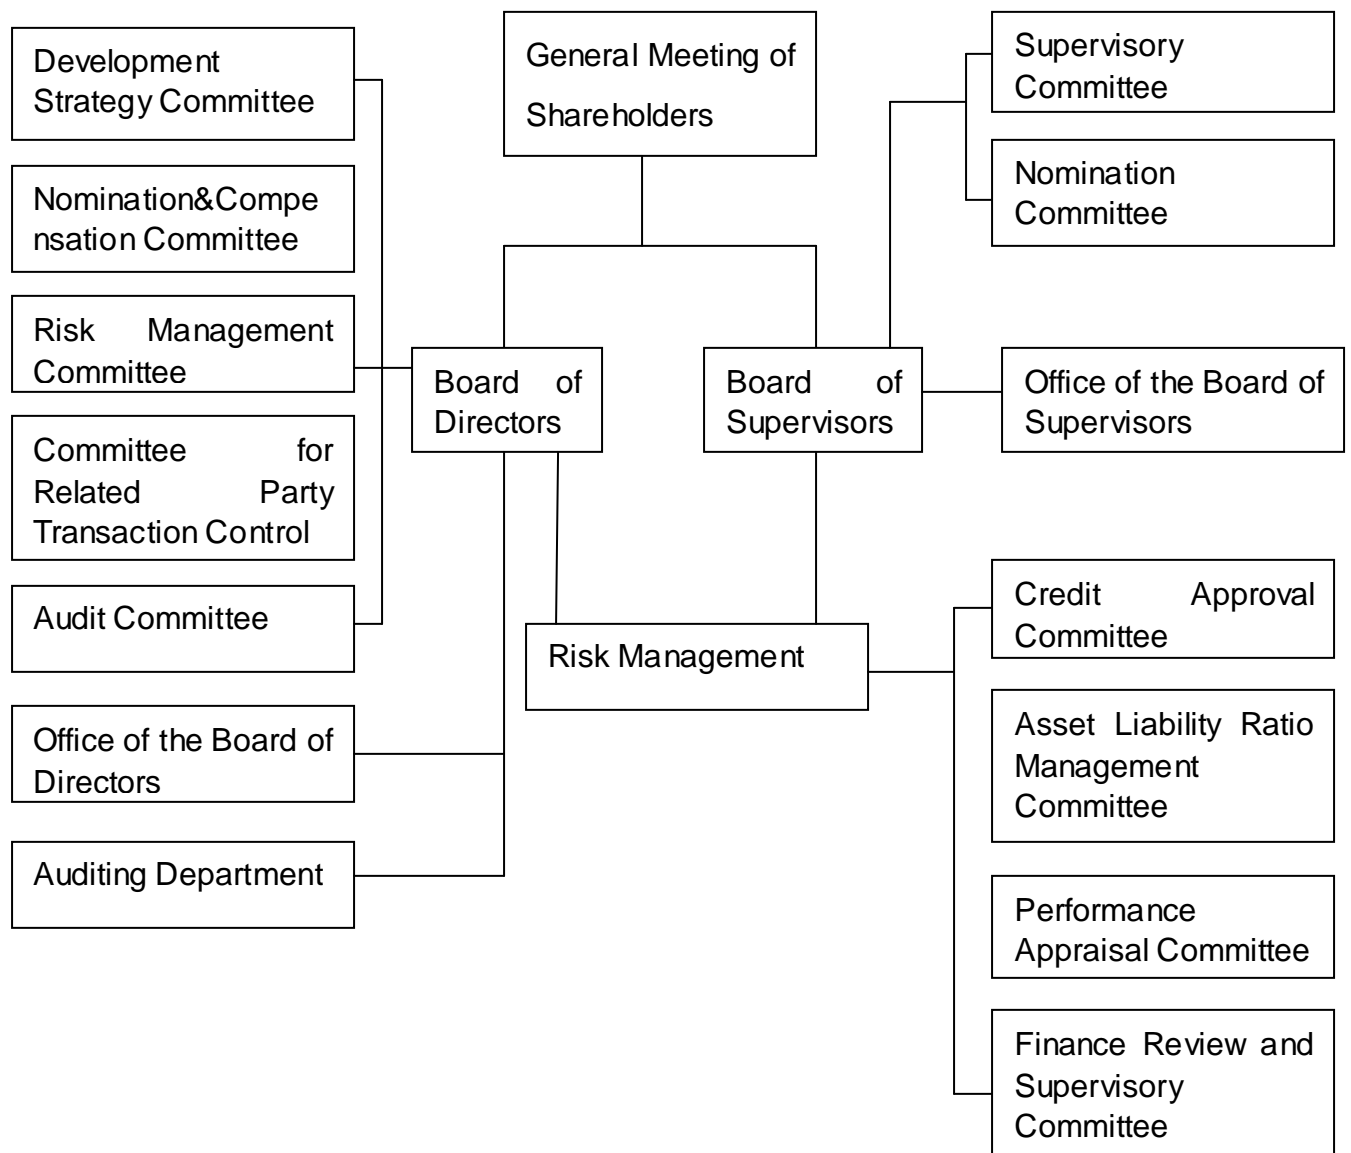 Development
Strategy Committee
Nomination&Compe
nsation Committee
Risk Management
Committee
Committee for
Related Party
Transaction Control
Audit Committee
Office of the Board of
Directors
Auditing Department
General Meeting of
Shareholders
Board of
Directors
Board of
Supervisors
Risk Management
Supervisory
Committee
Nomination
Committee
Office of the Board of
Supervisors
Credit Approval
Committee
Asset Liability Ratio
Management
Committee
Performance
Appraisal Committee
Finance Review and
Supervisory
Committee